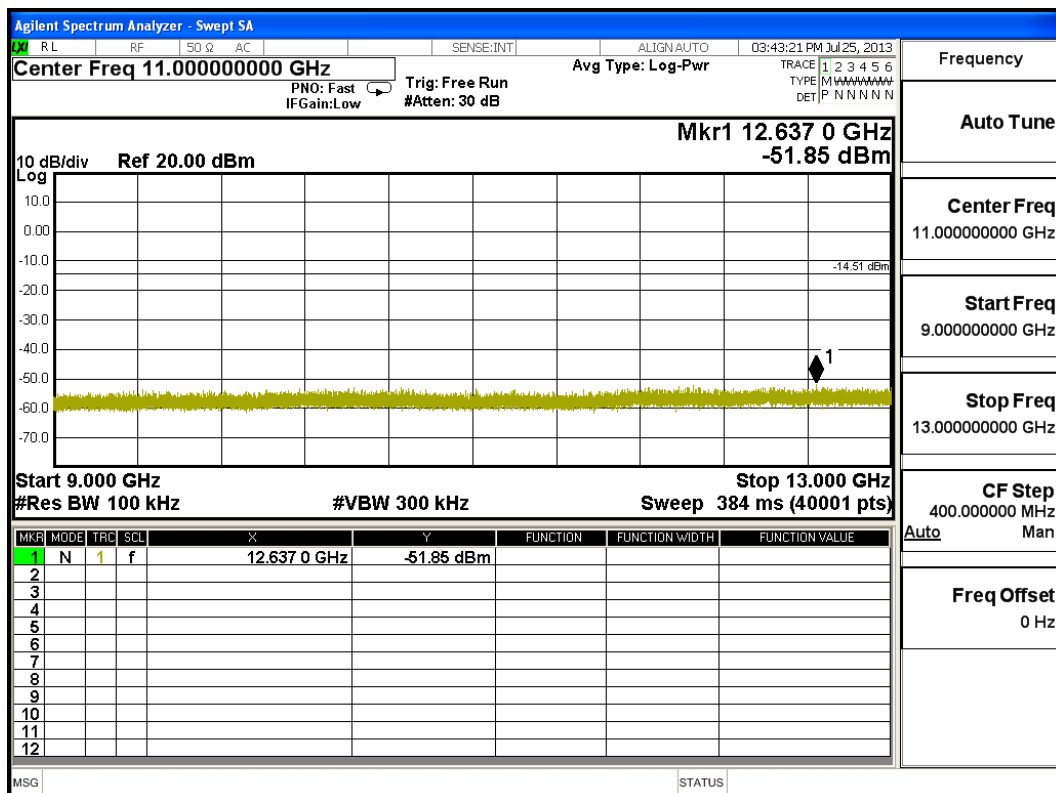 Agilent Spectrum Analyzer - Swept SA
LXI RL RF 50 Ω AC SENSE:INT ALIGN AUTO 03:43:21 PM Jul 25, 2013
Center Freq 11.000000000 GHz
PNO: Fast
IFGain:Low
Trig: Free Run
#Atten: 30 dB
Avg Type: Log-Pwr
TRACE 1 2 3 4 5 6
TYPE M WWWWW
DET P N N N N N
Mkr1 12.637 0 GHz
-51.85 dBm
10 dB/div Ref 20.00 dBm
Log
10.0
0.00
-10.0
-14.51 dBm
-20.0
-30.0
-40.0
1
-50.0
-60.0
-70.0
Start 9.000 GHz Stop 13.000 GHz
#Res BW 100 kHz #VBW 300 kHz Sweep 384 ms (40001 pts)
MKR MODE TRC SCL X Y FUNCTION FUNCTION WIDTH FUNCTION VALUE
1 N 1 f 12.637 0 GHz -51.85 dBm
2
3
4
5
6
7
8
9
10
11
12
MSG STATUS
Frequency
Auto Tune
Center Freq
11.000000000 GHz
Start Freq
9.000000000 GHz
Stop Freq
13.000000000 GHz
CF Step
400.000000 MHz
Auto Man
Freq Offset
0 Hz